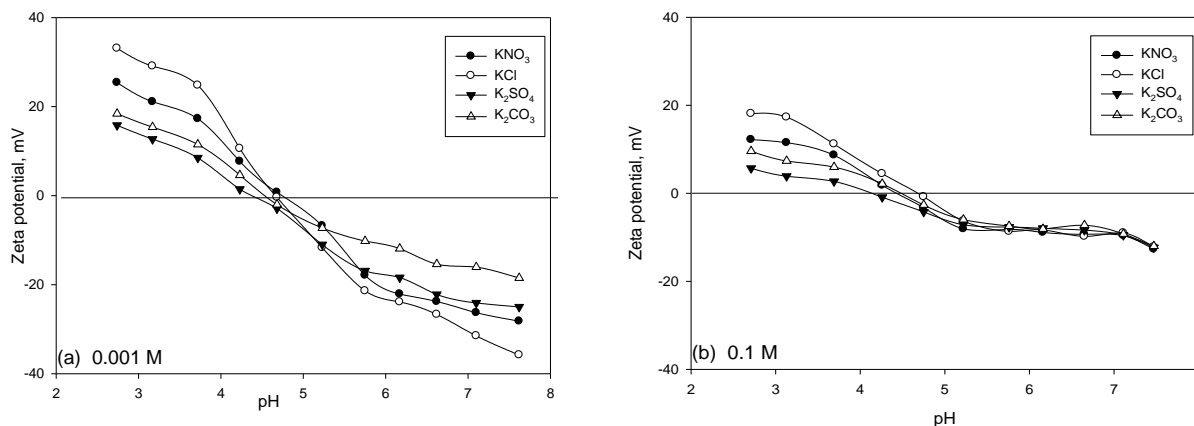 40
20
0
-20
-40
Zeta potential, mV
KNO₃
KCl
K₂SO₄
K₂CO₃
(a) 0.001 M
2 3 4 5 6 7 8
pH
40
20
0
-20
-40
Zeta potential, mV
KNO₃
KCl
K₂SO₄
K₂CO₃
(b) 0.1 M
2 3 4 5 6 7
pH